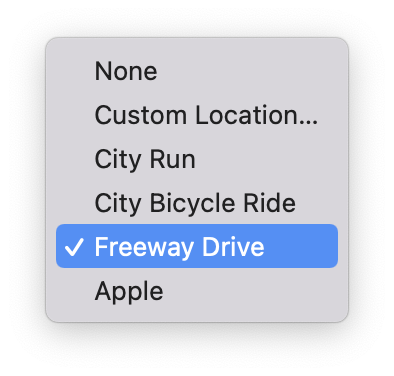 None
Custom Location...
City Run
City Bicycle Ride
Freeway Drive
Apple